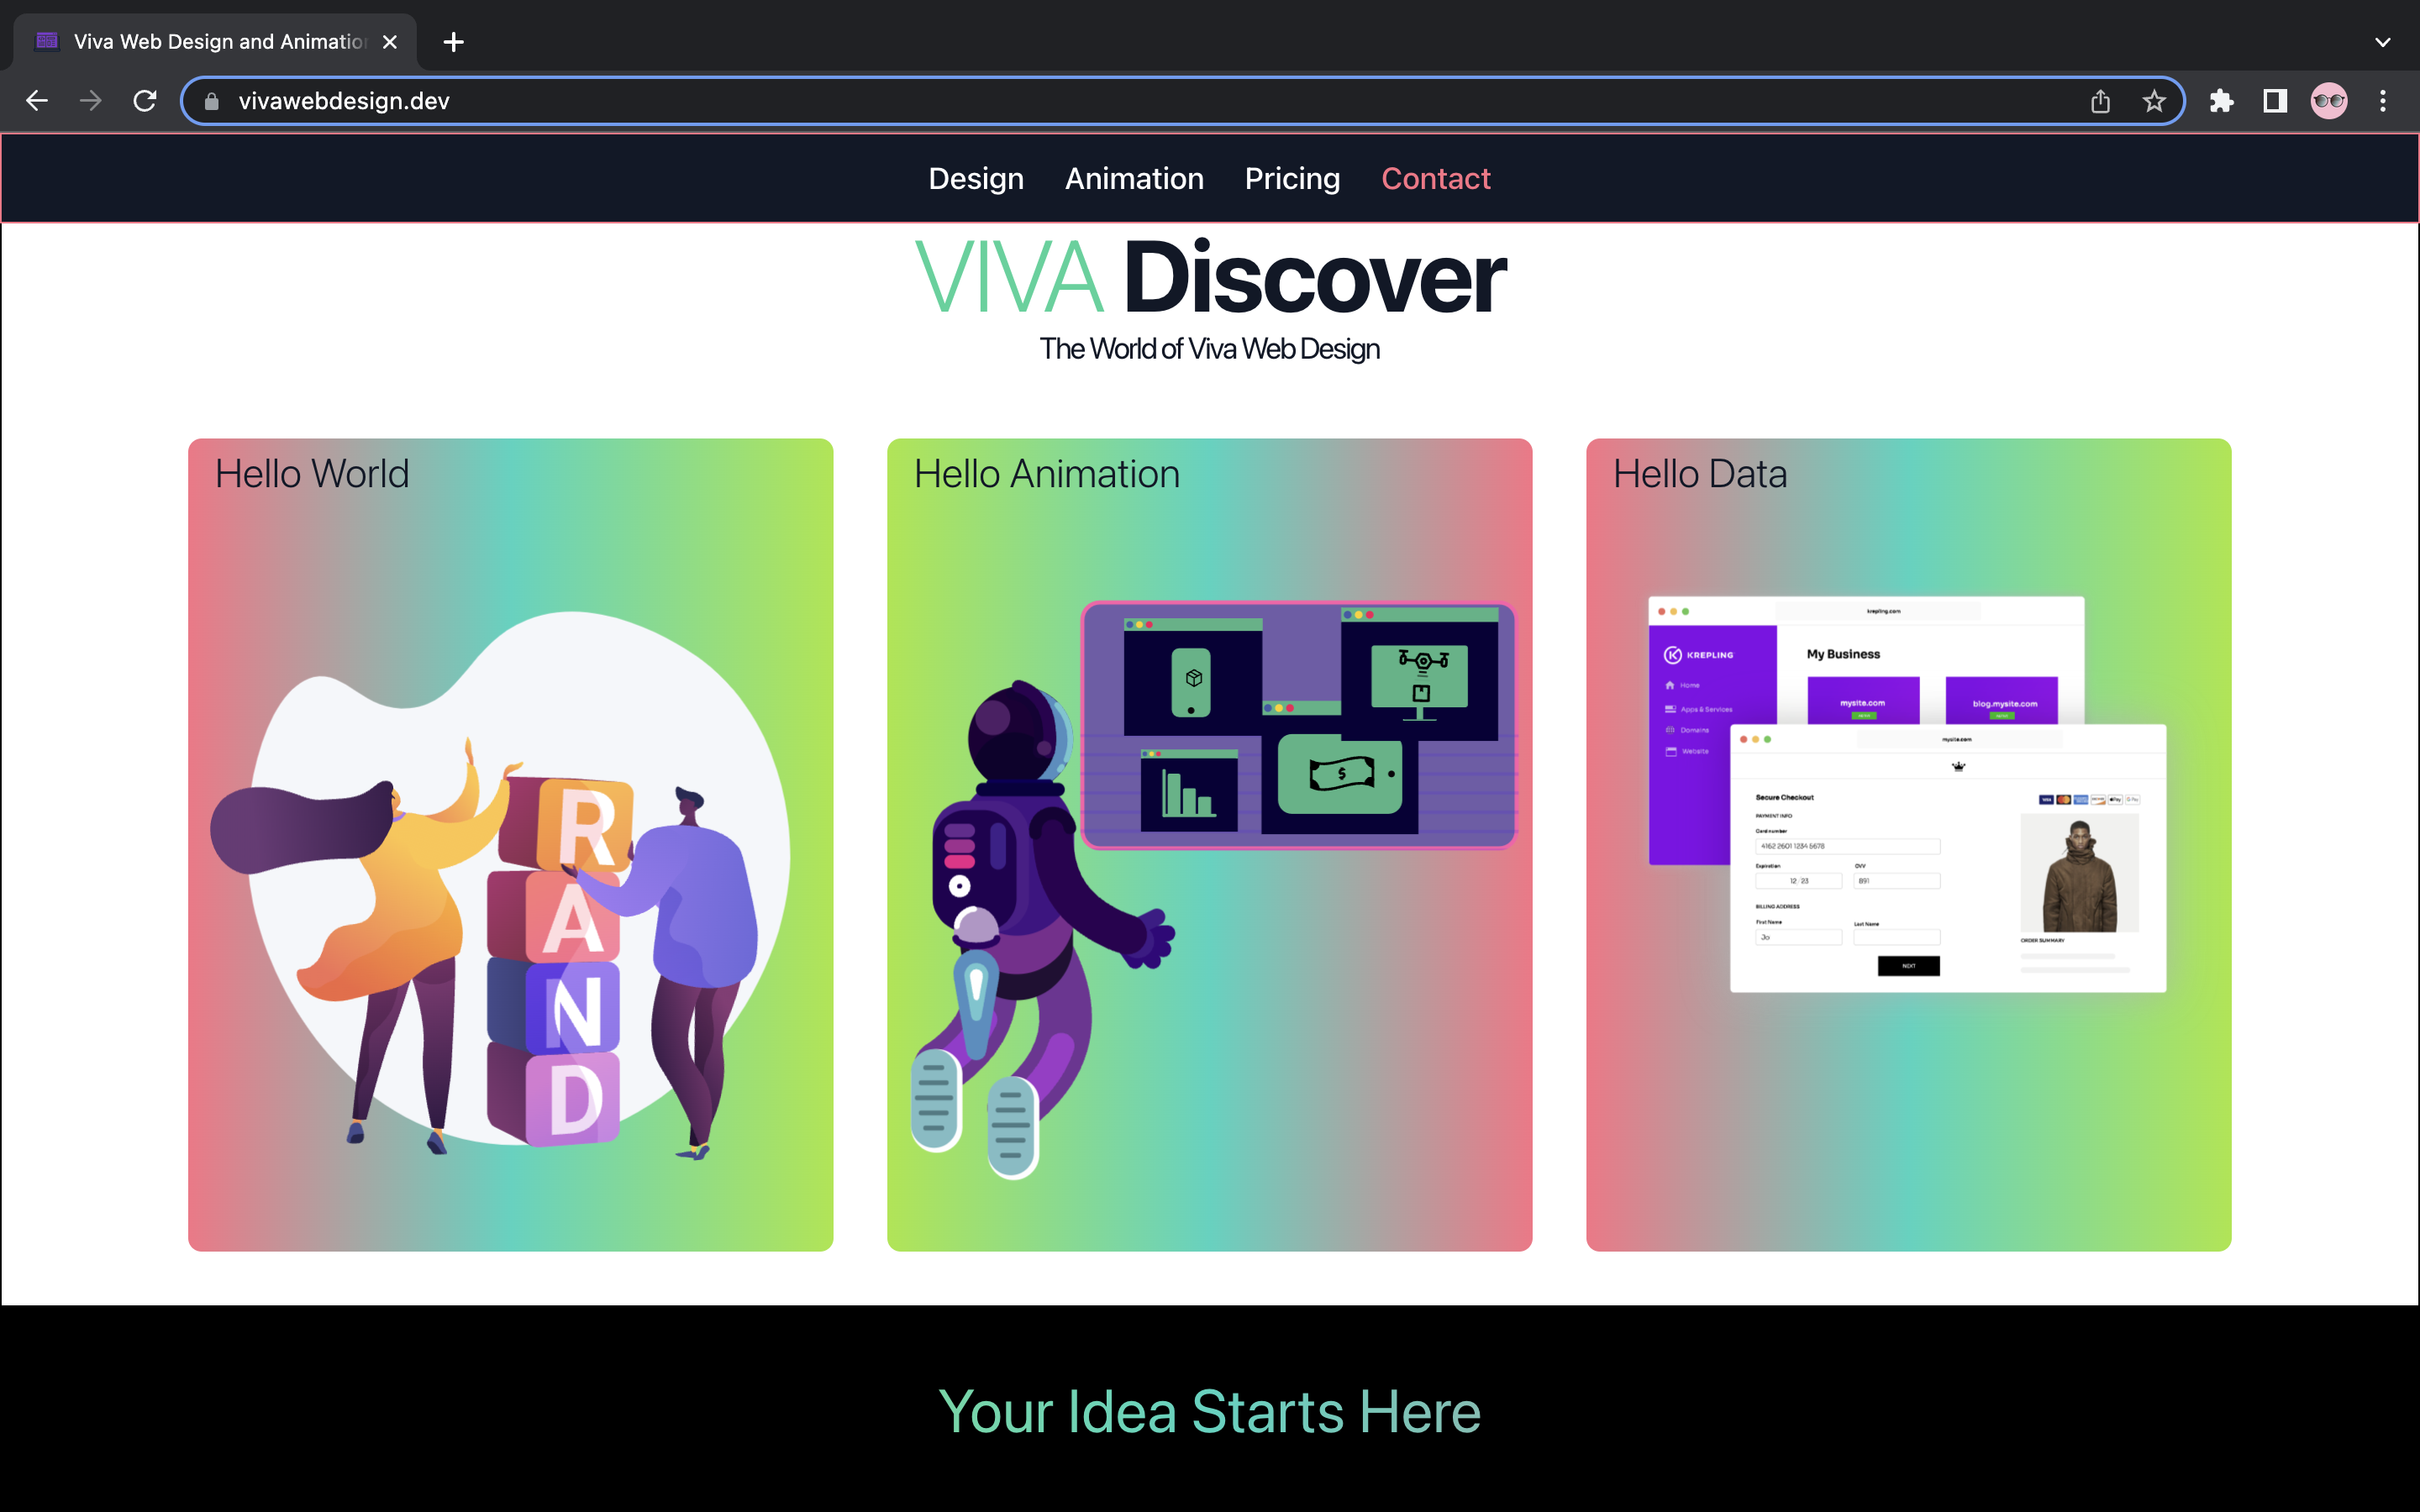 Viva Web Design and Animatio
vivawebdesign.dev
Design Animation Pricing Contact
VIVA Discover
The World of Viva Web Design
Hello World
R
A
N
D
Hello Animation
$
Hello Data
krepling.com
KREPLING
My Business
Home
Apps & Services
Domains
Website
mysite.com
blog.mysite.com
mysite.com
Secure Checkout
PAYMENT INFO
Card number
4162 2601 1234 5678
Expiration CVV
12 / 23 891
BILLING ADDRESS
First Name Last Name
Jo
NEXT
ORDER SUMMARY
Your Idea Starts Here